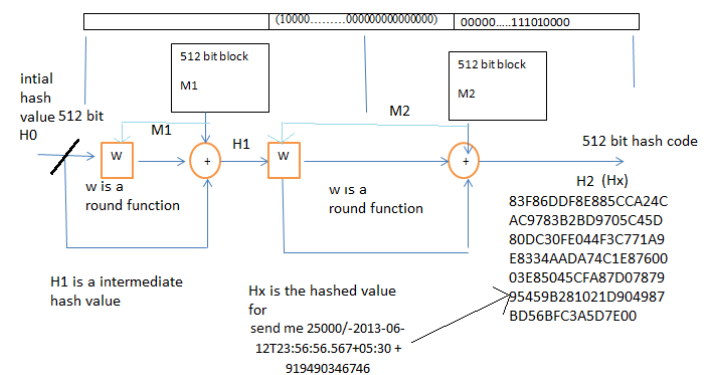 (10000.........000000000000000)
00000.....111010000
512 bit block
M1
512 bit block
M2
intial
hash
value
H0
512 bit
M1
H1
M2
W
+
W
+
512 bit hash code
H2 (Hx)
w is a
round function
w is a
round function
83F86DDF8E885CCA24C
AC9783B2BD9705C45D
80DC30FE044F3C771A9
E8334AADA74C1E87600
03E85045CFA87D07879
95459B281021D904987
BD56BFC3A5D7E00
H1 is a intermediate
hash value
Hx is the hashed value
for
send me 25000/-2013-06-
12T23:56:56.567+05:30 +
919490346746